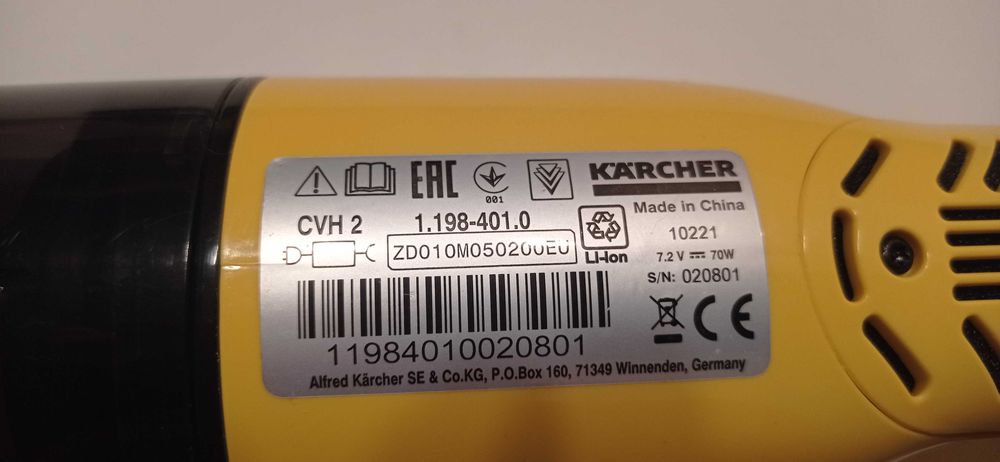 EAC
001
KÄRCHER
CVH 2 1.198-401.0
Made in China
ZD010M050200EU
Li-Ion
10221
7.2 V ⎓ 70W
S/N: 020801
CE
11984010020801
Alfred Kärcher SE & Co.KG, P.O.Box 160, 71349 Winnenden, Germany